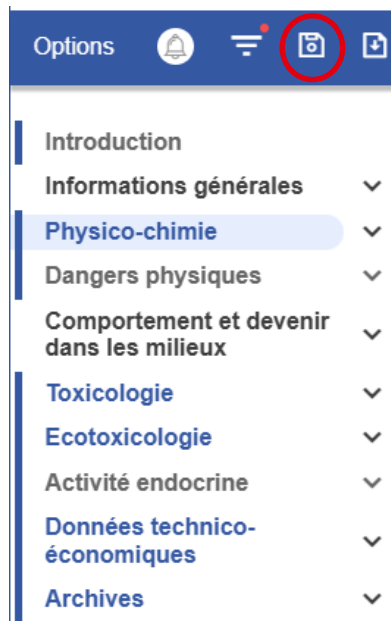 Options
Introduction
Informations générales
Physico-chimie
Dangers physiques
Comportement et devenir
dans les milieux
Toxicologie
Ecotoxicologie
Activité endocrine
Données technico-
économiques
Archives